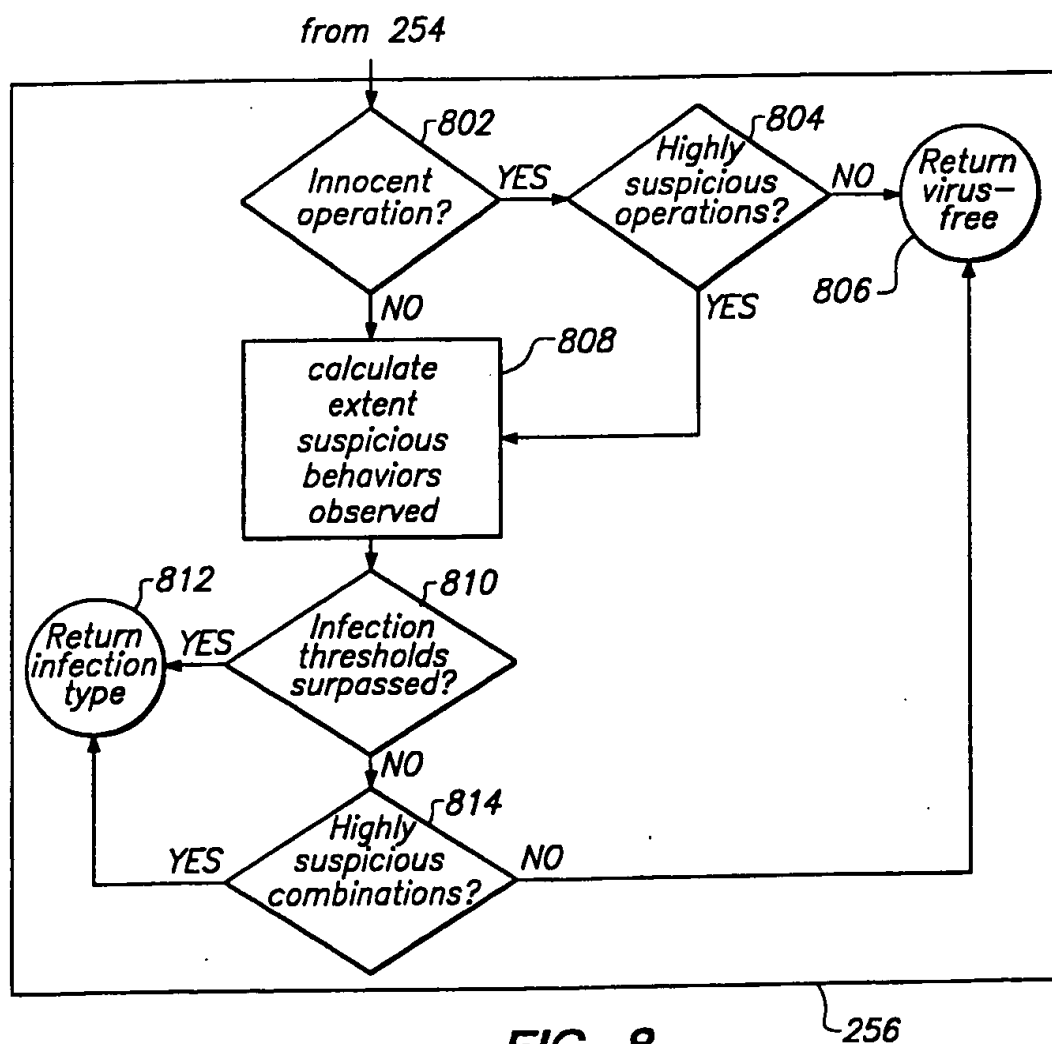 from 254
802
Innocent
operation?
YES
NO
804
Highly
suspicious
operations?
NO
YES
Return
virus-
free
806
808
calculate
extent
suspicious
behaviors
observed
810
Infection
thresholds
surpassed?
YES
NO
812
Return
infection
type
814
Highly
suspicious
combinations?
YES
NO
256
FIG. 8